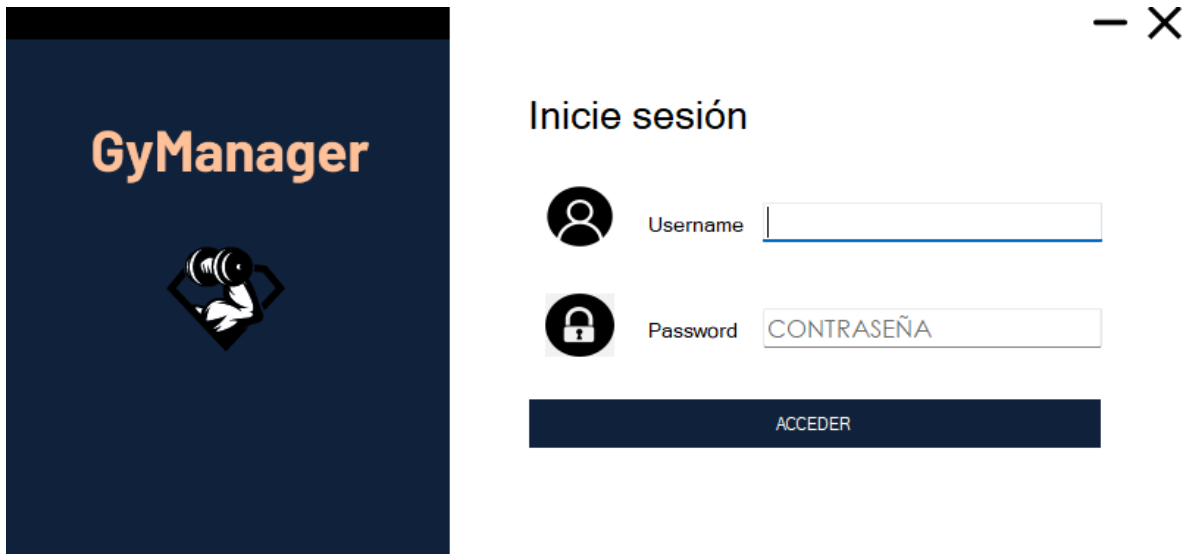 GyManager
Inicie sesión
Username
Password CONTRASEÑA
ACCEDER